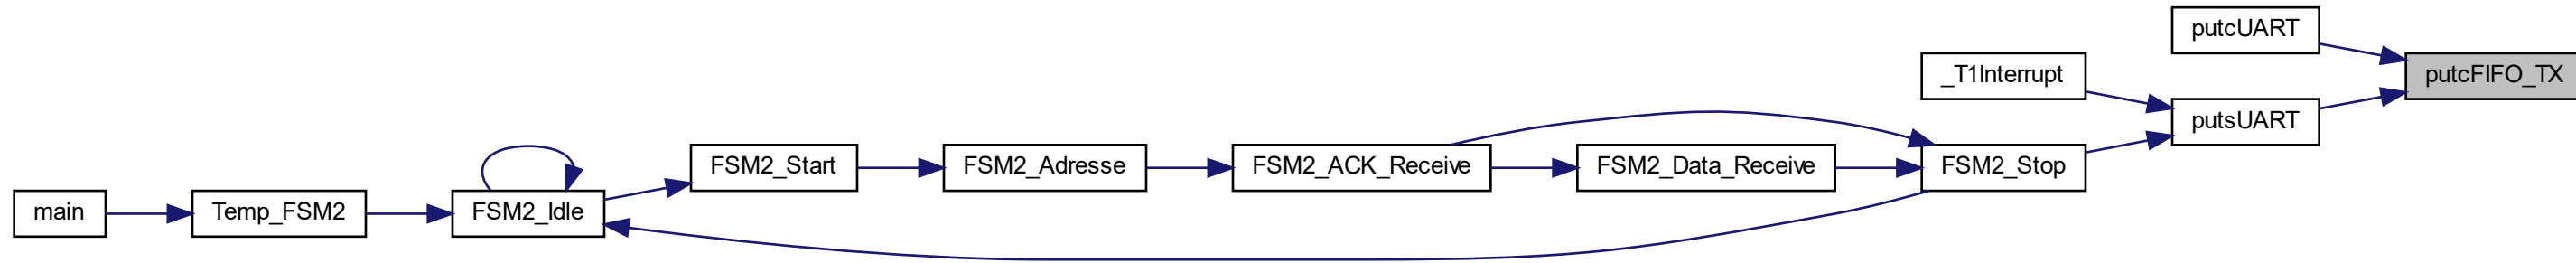 putcUART
putcFIFO_TX
_T1Interrupt
putsUART
FSM2_Start
FSM2_Adresse
FSM2_ACK_Receive
FSM2_Data_Receive
FSM2_Stop
main
Temp_FSM2
FSM2_Idle